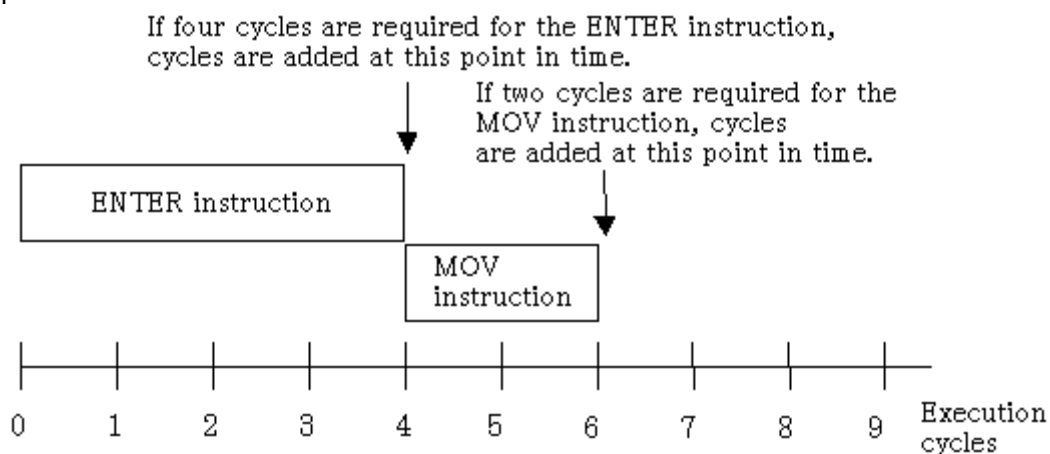 If four cycles are required for the ENTER instruction,
cycles are added at this point in time.
If two cycles are required for the
MOV instruction, cycles
are added at this point in time.
ENTER instruction
MOV
instruction
0 1 2 3 4 5 6 7 8 9
Execution
cycles